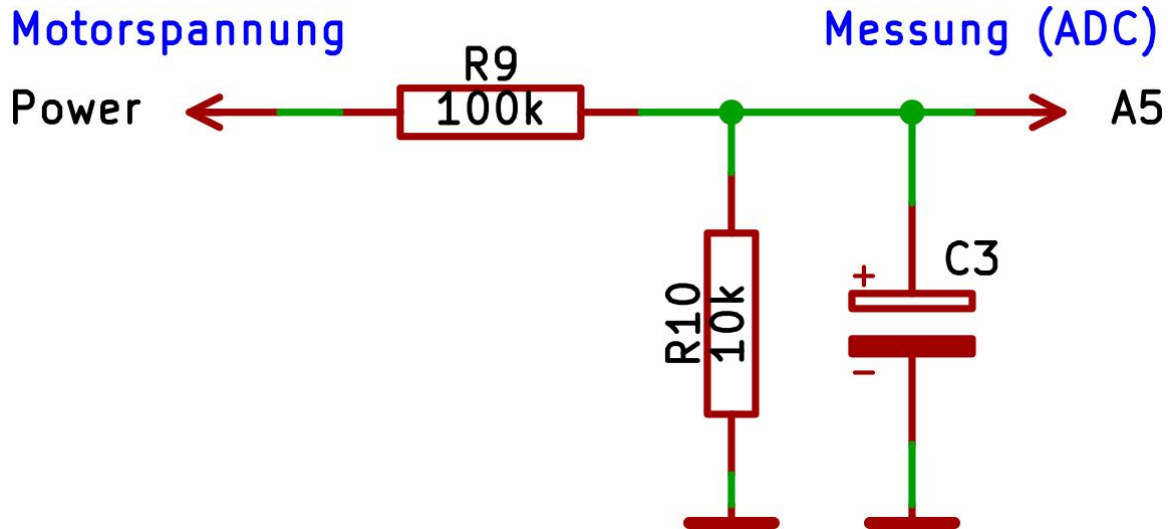 Motorspannung
Messung (ADC)
R9
Power
100k
A5
C3
+
R10
10k
-